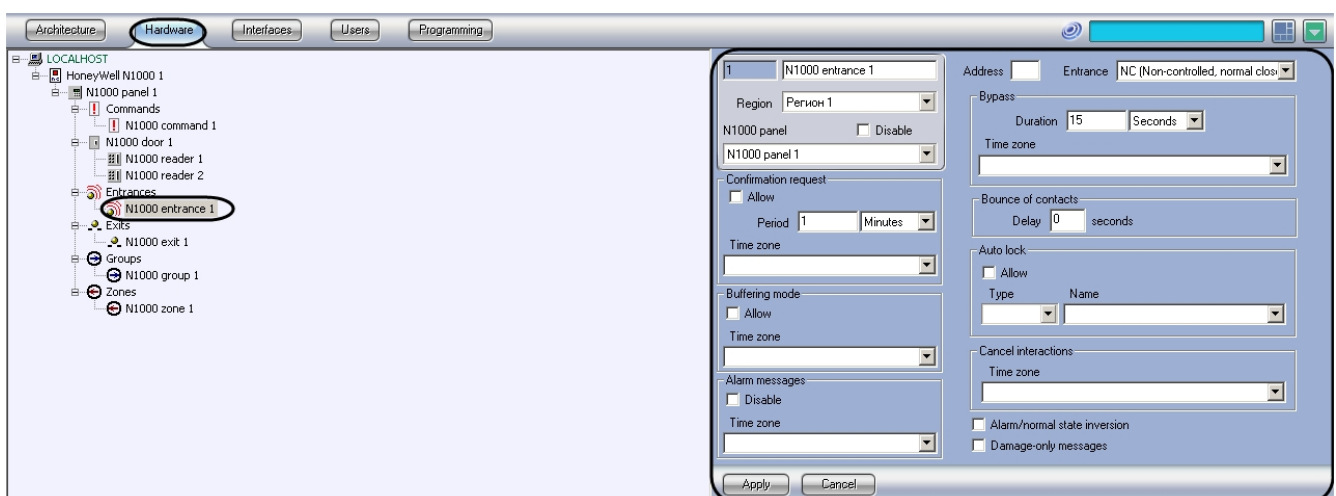 Architecture Hardware Interfaces Users Programming
LOCALHOST
HoneyWell N1000 1
N1000 panel 1
Commands
N1000 command 1
N1000 door 1
N1000 reader 1
N1000 reader 2
Entrances
N1000 entrance 1
Exits
N1000 exit 1
Groups
N1000 group 1
Zones
N1000 zone 1
1 N1000 entrance 1
Region Регион 1
N1000 panel Disable
N1000 panel 1
Confirmation request
Allow
Period 1 Minutes
Time zone
Buffering mode
Allow
Time zone
Alarm messages
Disable
Time zone
Address Entrance NC (Non-controlled, normal clos
Bypass
Duration 15 Seconds
Time zone
Bounce of contacts
Delay 0 seconds
Auto lock
Allow
Type Name
Cancel interactions
Time zone
Alarm/normal state inversion
Damage-only messages
Apply Cancel